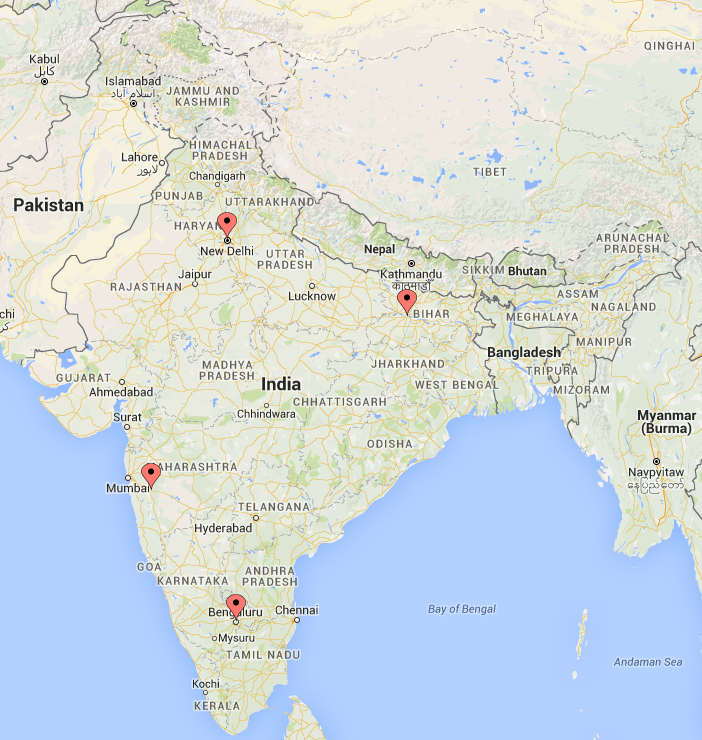 QINGHAI
Kabul
كابل
Islamabad
اسلام آباد
JAMMU AND
KASHMIR
HIMACHAL
PRADESH
Lahore
لاہور
Chandigarh
TIBET
PUNJAB
Pakistan
UTTARAKHAND
HARYAN
New Delhi
Nepal
UTTAR
PRADESH
ARUNACHAL
PRADESH
Kathmandu
काठमाडौं
SIKKIM
Bhutan
Jaipur
RAJASTHAN
Lucknow
ASSAM
NAGALAND
chi
BIHAR
MEGHALAYA
MANIPUR
Bangladesh
MADHYA
PRADESH
JHARKHAND
TRIPURA
GUJARAT
India
WEST BENGAL
MIZORAM
Ahmedabad
CHHATTISGARH
Chhindwara
Surat
Myanmar
(Burma)
ODISHA
AHARASHTRA
Naypyitaw
နေပြည်တော်
Mumbai
TELANGANA
Hyderabad
GOA
KARNATAKA
ANDHRA
PRADESH
Bengaluru
Chennai
Bay of Bengal
Mysuru
TAMIL NADU
Andaman Sea
Kochi
KERALA